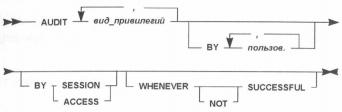 AUDIT вид_привилегий ,
BY пользов. ,
BY SESSION WHENEVER SUCCESSFUL
ACCESS NOT